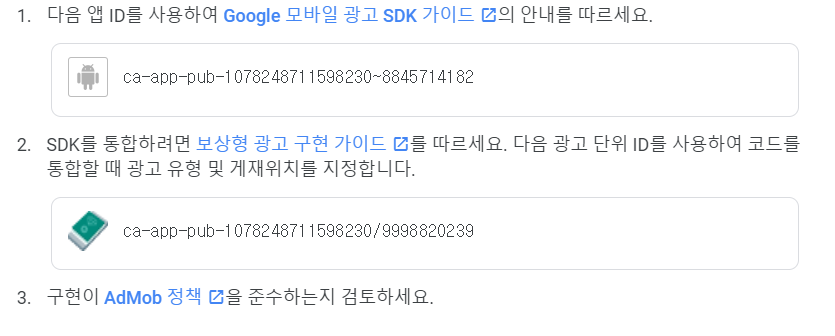 1. 다음 앱 ID를 사용하여 Google 모바일 광고 SDK 가이드의 안내를 따르세요.
ca-app-pub-1078248711598230~8845714182
2. SDK를 통합하려면 보상형 광고 구현 가이드를 따르세요. 다음 광고 단위 ID를 사용하여 코드를
통합할 때 광고 유형 및 게재위치를 지정합니다.
ca-app-pub-1078248711598230/9998820239
3. 구현이 AdMob 정책을 준수하는지 검토하세요.